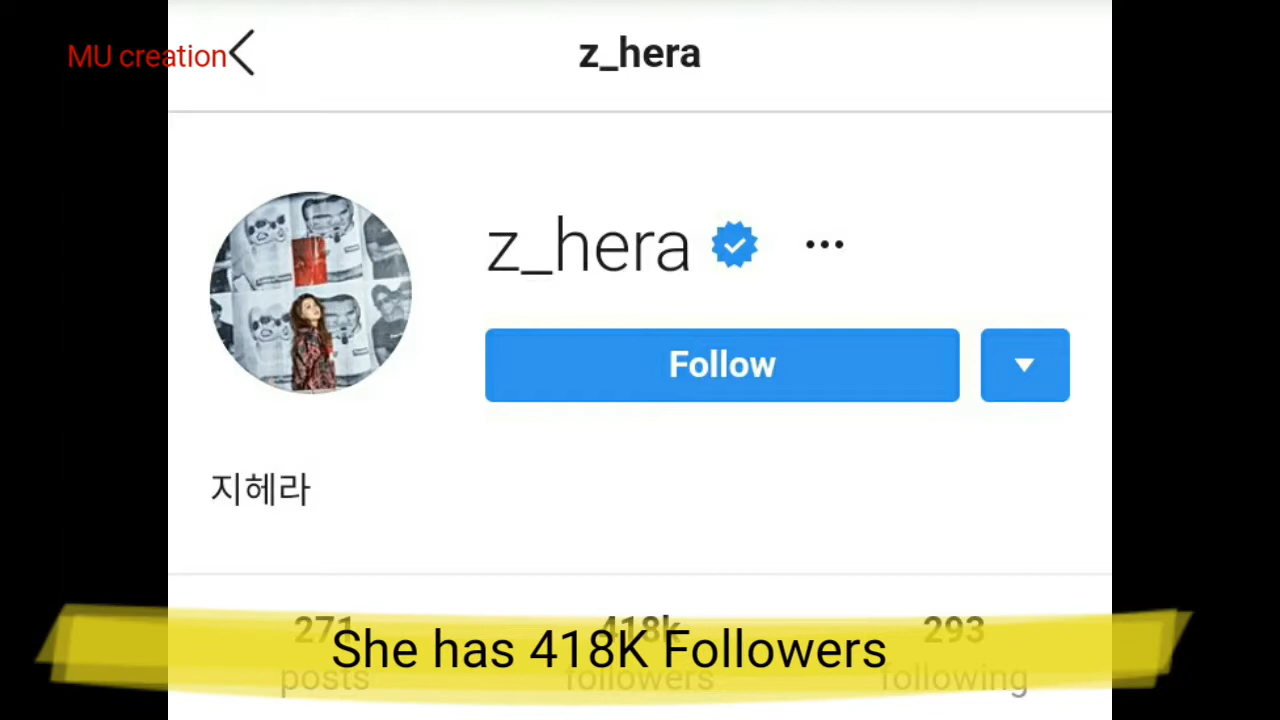 MU creation
z_hera
z_hera
Follow
지헤라
271 418k 293
She has 418K Followers
posts followers following